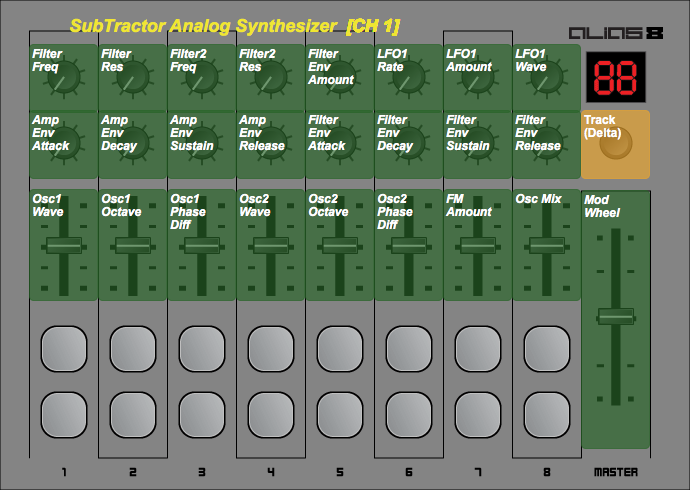 SubTractor Analog Synthesizer [CH 1]
ALIAS 8
Filter Freq
Filter Res
Filter2 Freq
Filter2 Res
Filter Env Amount
LFO1 Rate
LFO1 Amount
LFO1 Wave
88
Amp Env Attack
Amp Env Decay
Amp Env Sustain
Amp Env Release
Filter Env Attack
Filter Env Decay
Filter Env Sustain
Filter Env Release
Track (Delta)
Osc1 Wave
Osc1 Octave
Osc1 Phase Diff
Osc2 Wave
Osc2 Octave
Osc2 Phase Diff
FM Amount
Osc Mix
Mod Wheel
1 2 3 4 5 6 7 8 MASTER